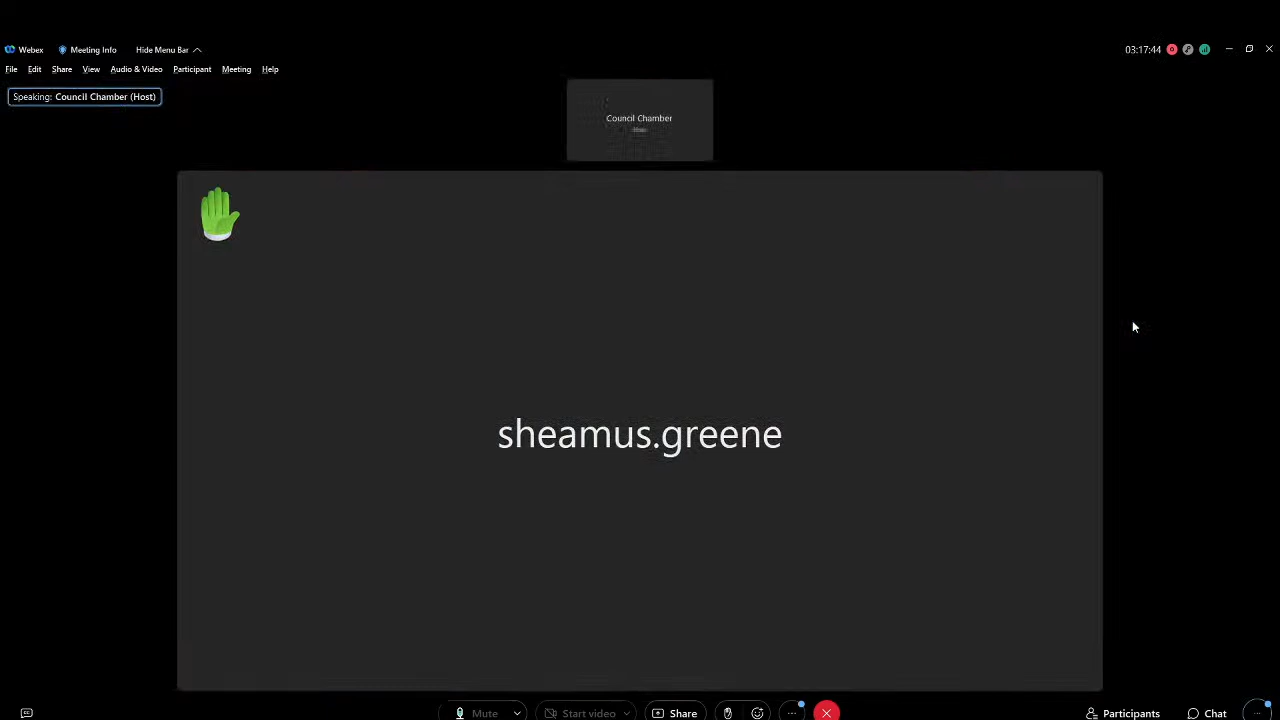 Webex Meeting Info Hide Menu Bar 03:17:44
File Edit Share View Audio & Video Participant Meeting Help
Speaking: Council Chamber (Host)
Council Chamber
sheamus.greene
Mute Start video Share Participants Chat